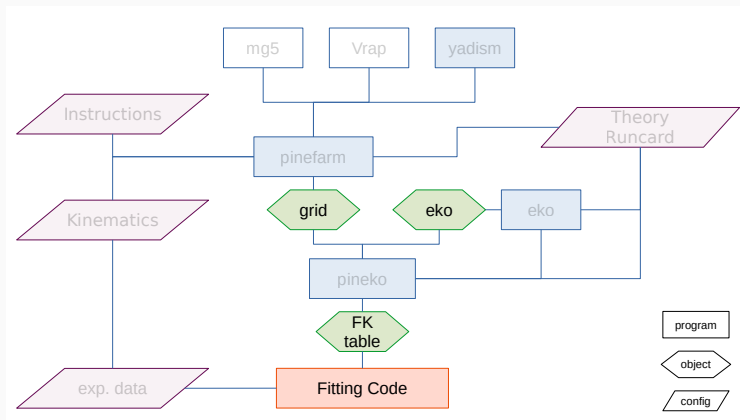 mg5
Vrap
yadism
Instructions
Theory
Runcard
pinefarm
Kinematics
grid
eko
eko
pineko
FK
table
program
object
config
exp. data
Fitting Code